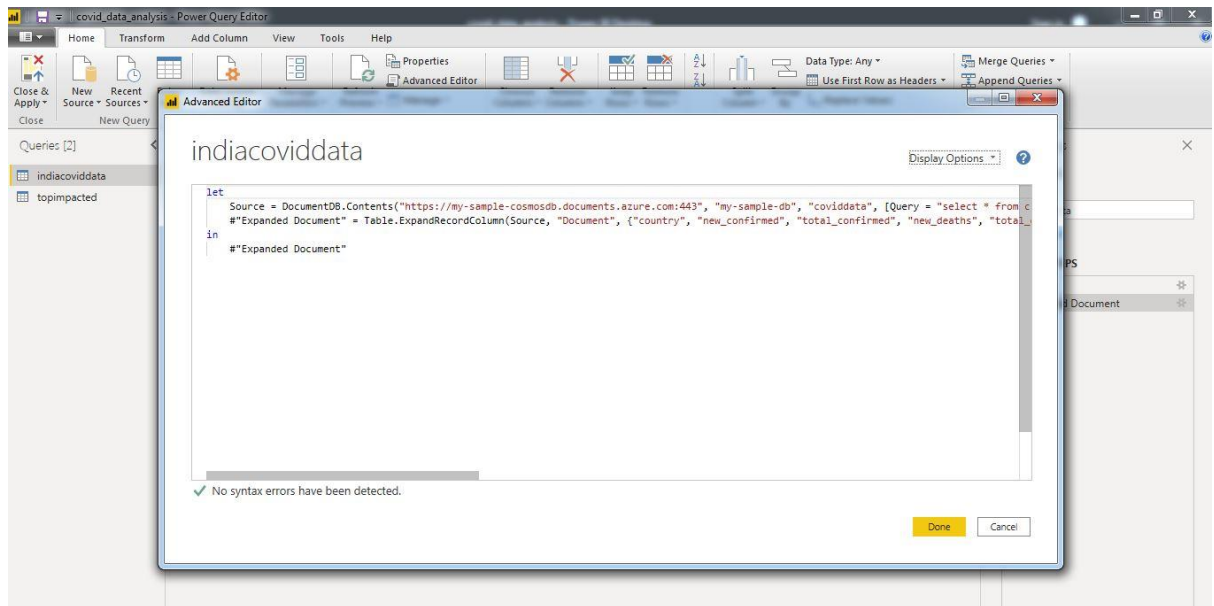 covid_data_analysis - Power Query Editor
Home Transform Add Column View Tools Help
Close & Apply
New Source
Recent Sources
Properties
Advanced Editor
Data Type: Any
Use First Row as Headers
Merge Queries
Append Queries
Close
New Query
Advanced Editor
Queries [2]
indiacoviddata
topimpacted
indiacoviddata
Display Options
let
Source = DocumentDB.Contents("https://my-sample-cosmosdb.documents.azure.com:443", "my-sample-db", "coviddata", [Query = "select * from c
#"Expanded Document" = Table.ExpandRecordColumn(Source, "Document", {"country", "new_confirmed", "total_confirmed", "new_deaths", "total_
in
#"Expanded Document"
No syntax errors have been detected.
Done
Cancel
PS
d Document